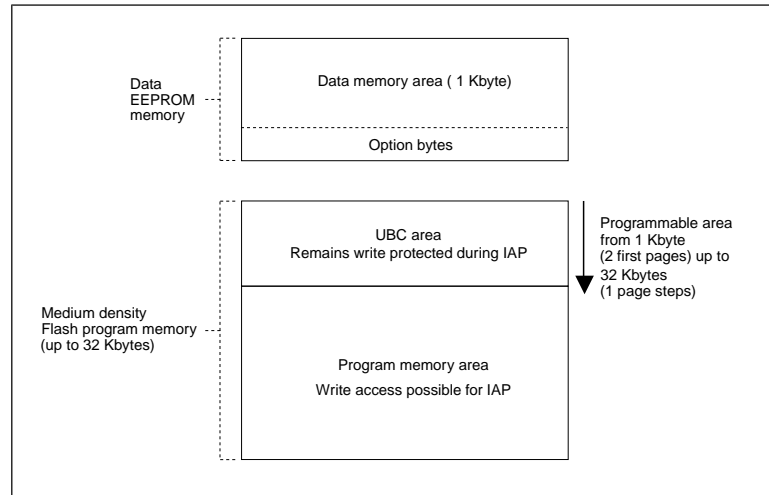 Data
EEPROM
memory
Data memory area ( 1 Kbyte)
Option bytes
UBC area
Remains write protected during IAP
Programmable area
from 1 Kbyte
(2 first pages) up to
32 Kbytes
(1 page steps)
Medium density
Flash program memory
(up to 32 Kbytes)
Program memory area
Write access possible for IAP